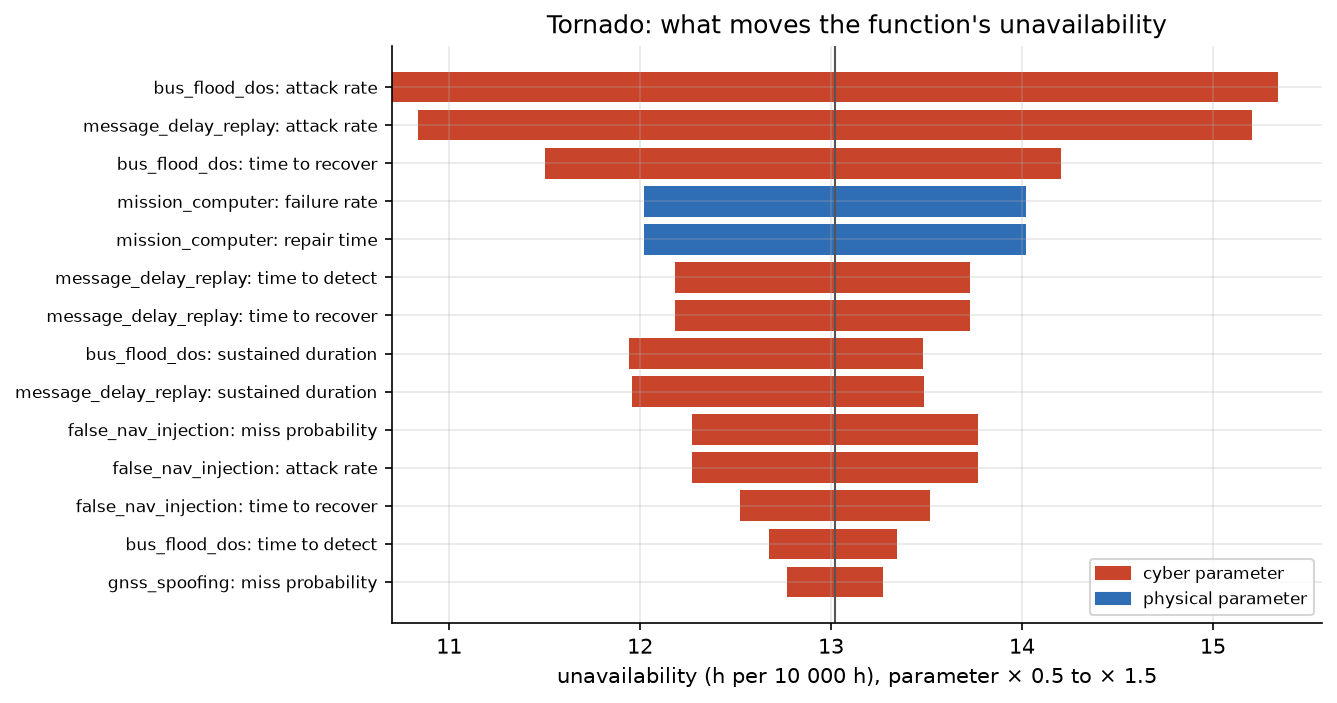 Tornado: what moves the function's unavailability
bus_flood_dos: attack rate
message_delay_replay: attack rate
bus_flood_dos: time to recover
mission_computer: failure rate
mission_computer: repair time
message_delay_replay: time to detect
message_delay_replay: time to recover
bus_flood_dos: sustained duration
message_delay_replay: sustained duration
false_nav_injection: miss probability
false_nav_injection: attack rate
false_nav_injection: time to recover
bus_flood_dos: time to detect
gnss_spoofing: miss probability
cyber parameter
physical parameter
11 12 13 14 15
unavailability (h per 10 000 h), parameter × 0.5 to × 1.5